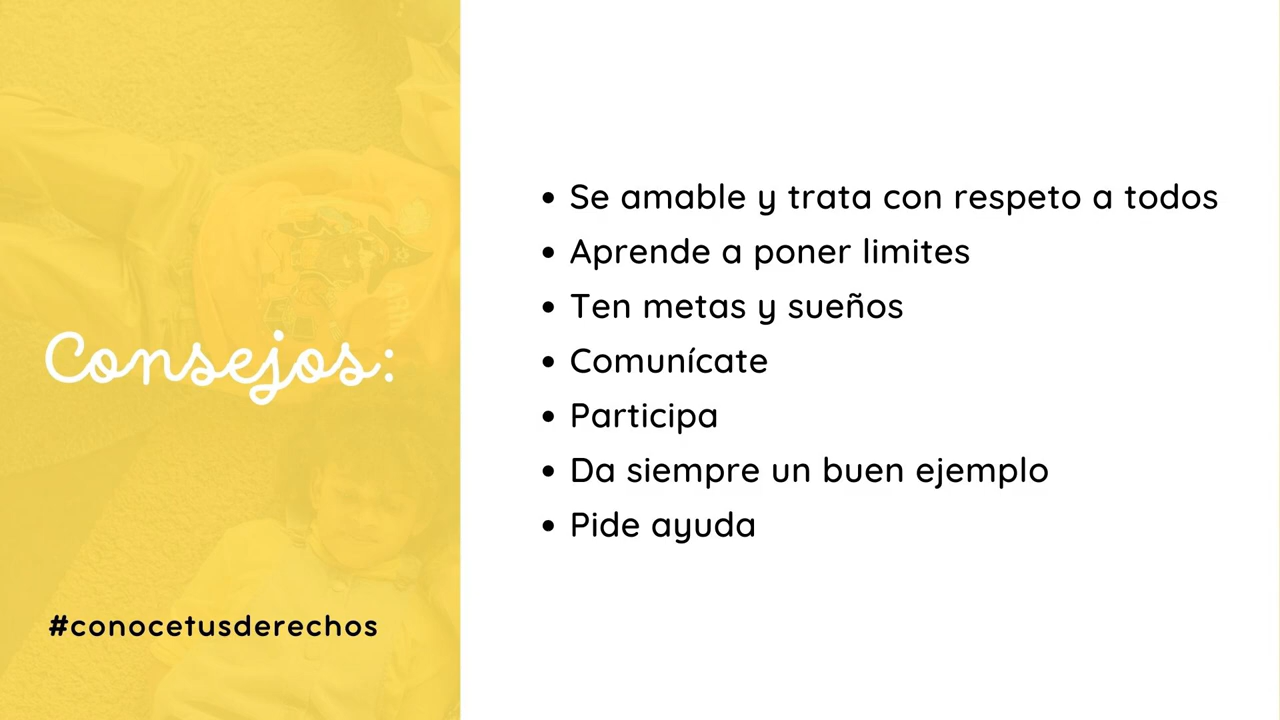 Consejos:
#conocetusderechos
• Se amable y trata con respeto a todos
• Aprende a poner limites
• Ten metas y sueños
• Comunícate
• Participa
• Da siempre un buen ejemplo
• Pide ayuda